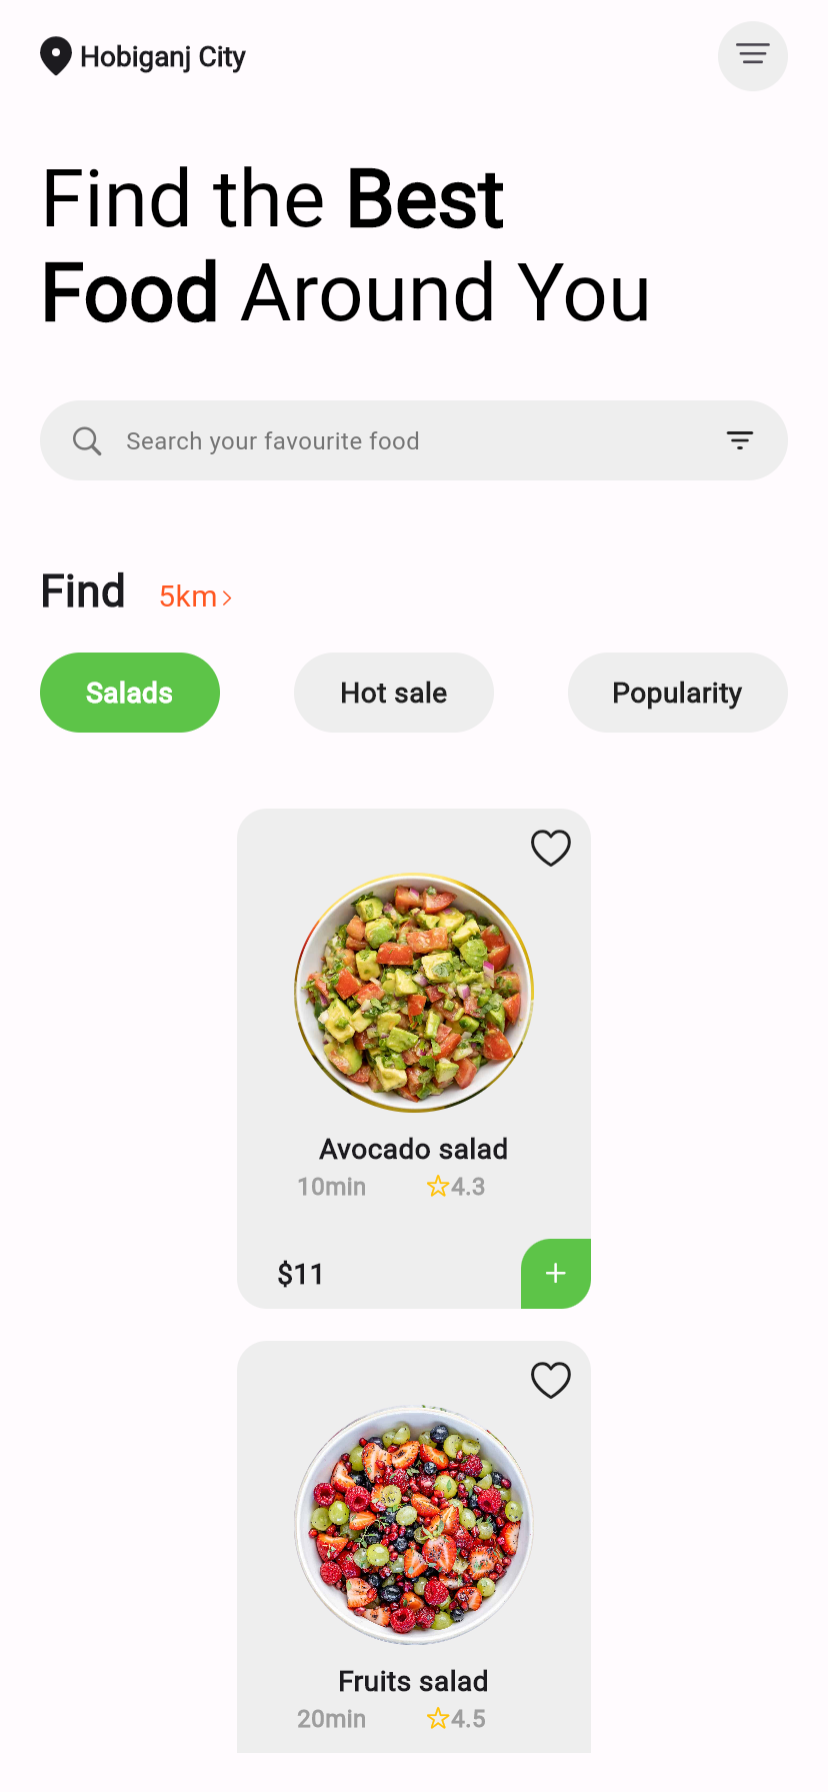 Hobiganj City
Find the Best
Food Around You
Search your favourite food
Find 5km
Salads Hot sale Popularity
Avocado salad
10min 4.3
$11 +
Fruits salad
20min 4.5